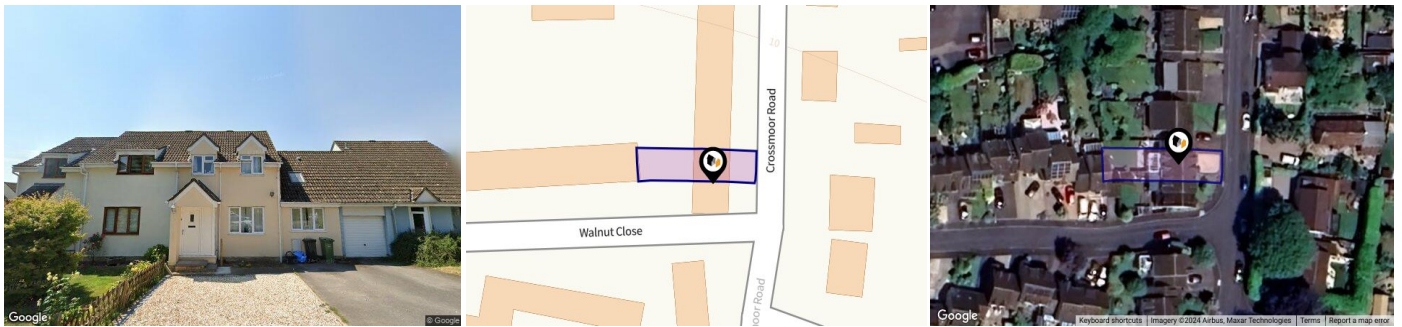 Google
© Google
10
Crossmoor Road
Walnut Close
oor Road
Google
Keyboard shortcuts
Imagery ©2024 Airbus, Maxar Technologies
Terms
Report a map error